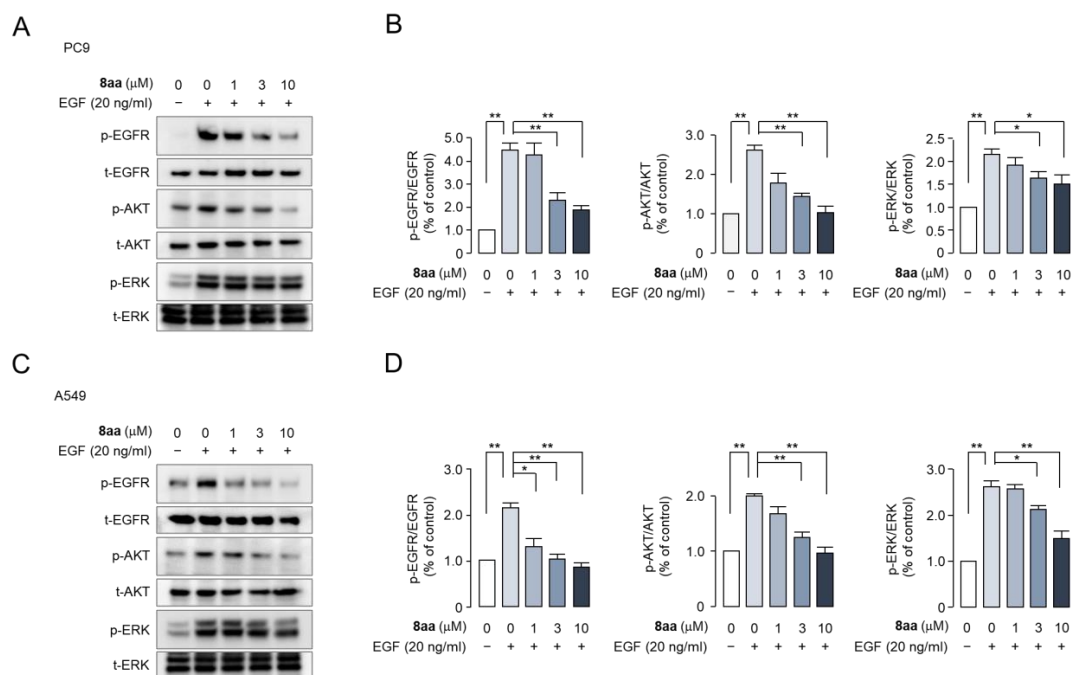 A
PC9
8aa (μM) 0 0 1 3 10
EGF (20 ng/ml) – + + + +
p-EGFR
t-EGFR
p-AKT
t-AKT
p-ERK
t-ERK
B
** **
**
5.0
4.0
3.0
2.0
1.0
0
p-EGFR/EGFR
(% of control)
8aa (μM) 0 0 1 3 10
EGF (20 ng/ml) – + + + +
** **
**
3.0
2.0
1.0
0
p-AKT/AKT
(% of control)
8aa (μM) 0 0 1 3 10
EGF (20 ng/ml) – + + + +
** *
*
2.5
2.0
1.5
1.0
0.5
0
p-ERK/ERK
(% of control)
8aa (μM) 0 0 1 3 10
EGF (20 ng/ml) – + + + +
C
A549
8aa (μM) 0 0 1 3 10
EGF (20 ng/ml) – + + + +
p-EGFR
t-EGFR
p-AKT
t-AKT
p-ERK
t-ERK
D
** **
**
*
3.0
2.0
1.0
0
p-EGFR/EGFR
(% of control)
8aa (μM) 0 0 1 3 10
EGF (20 ng/ml) – + + + +
** **
**
2.0
1.0
0
p-AKT/AKT
(% of control)
8aa (μM) 0 0 1 3 10
EGF (20 ng/ml) – + + + +
** **
*
3.0
2.0
1.0
0
p-ERK/ERK
(% of control)
8aa (μM) 0 0 1 3 10
EGF (20 ng/ml) – + + + +